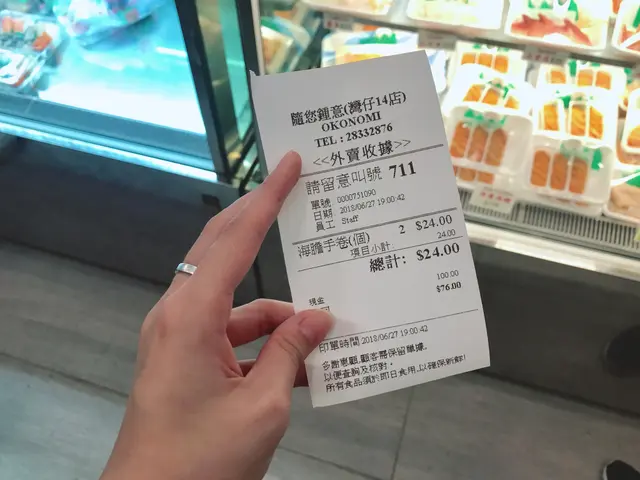 隨您鍾意(灣仔14店)
OKONOMI
TEL : 28332876
<<外賣收據>>
請留意叫號 711
單號 0000751090
日期 2018/06/27 19:00:42
員工 Staff
海膽手卷(個) 2 $24.00
項目小計: 24.00
總計: $24.00
現金 100.00
$76.00
印單時間 2018/06/27 19:00:42
多謝惠顧,顧客需保留單據,
以便查詢及核對。
所有食品須於即日食用,以確保新鮮!